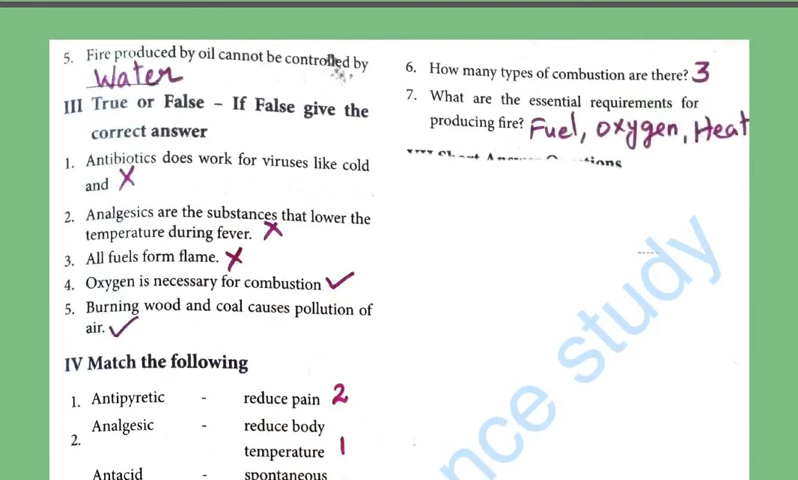 5. Fire produced by oil cannot be controlled by
Water
III True or False – If False give the
correct answer
1. Antibiotics does work for viruses like cold
and X
2. Analgesics are the substances that lower the
temperature during fever. X
3. All fuels form flame. X
4. Oxygen is necessary for combustion ✓
5. Burning wood and coal causes pollution of
air. ✓
IV Match the following
1. Antipyretic - reduce pain 2
2. Analgesic - reduce body
temperature 1
Antacid - spontaneous
6. How many types of combustion are there? 3
7. What are the essential requirements for
producing fire? Fuel, Oxygen, Heat
nce study